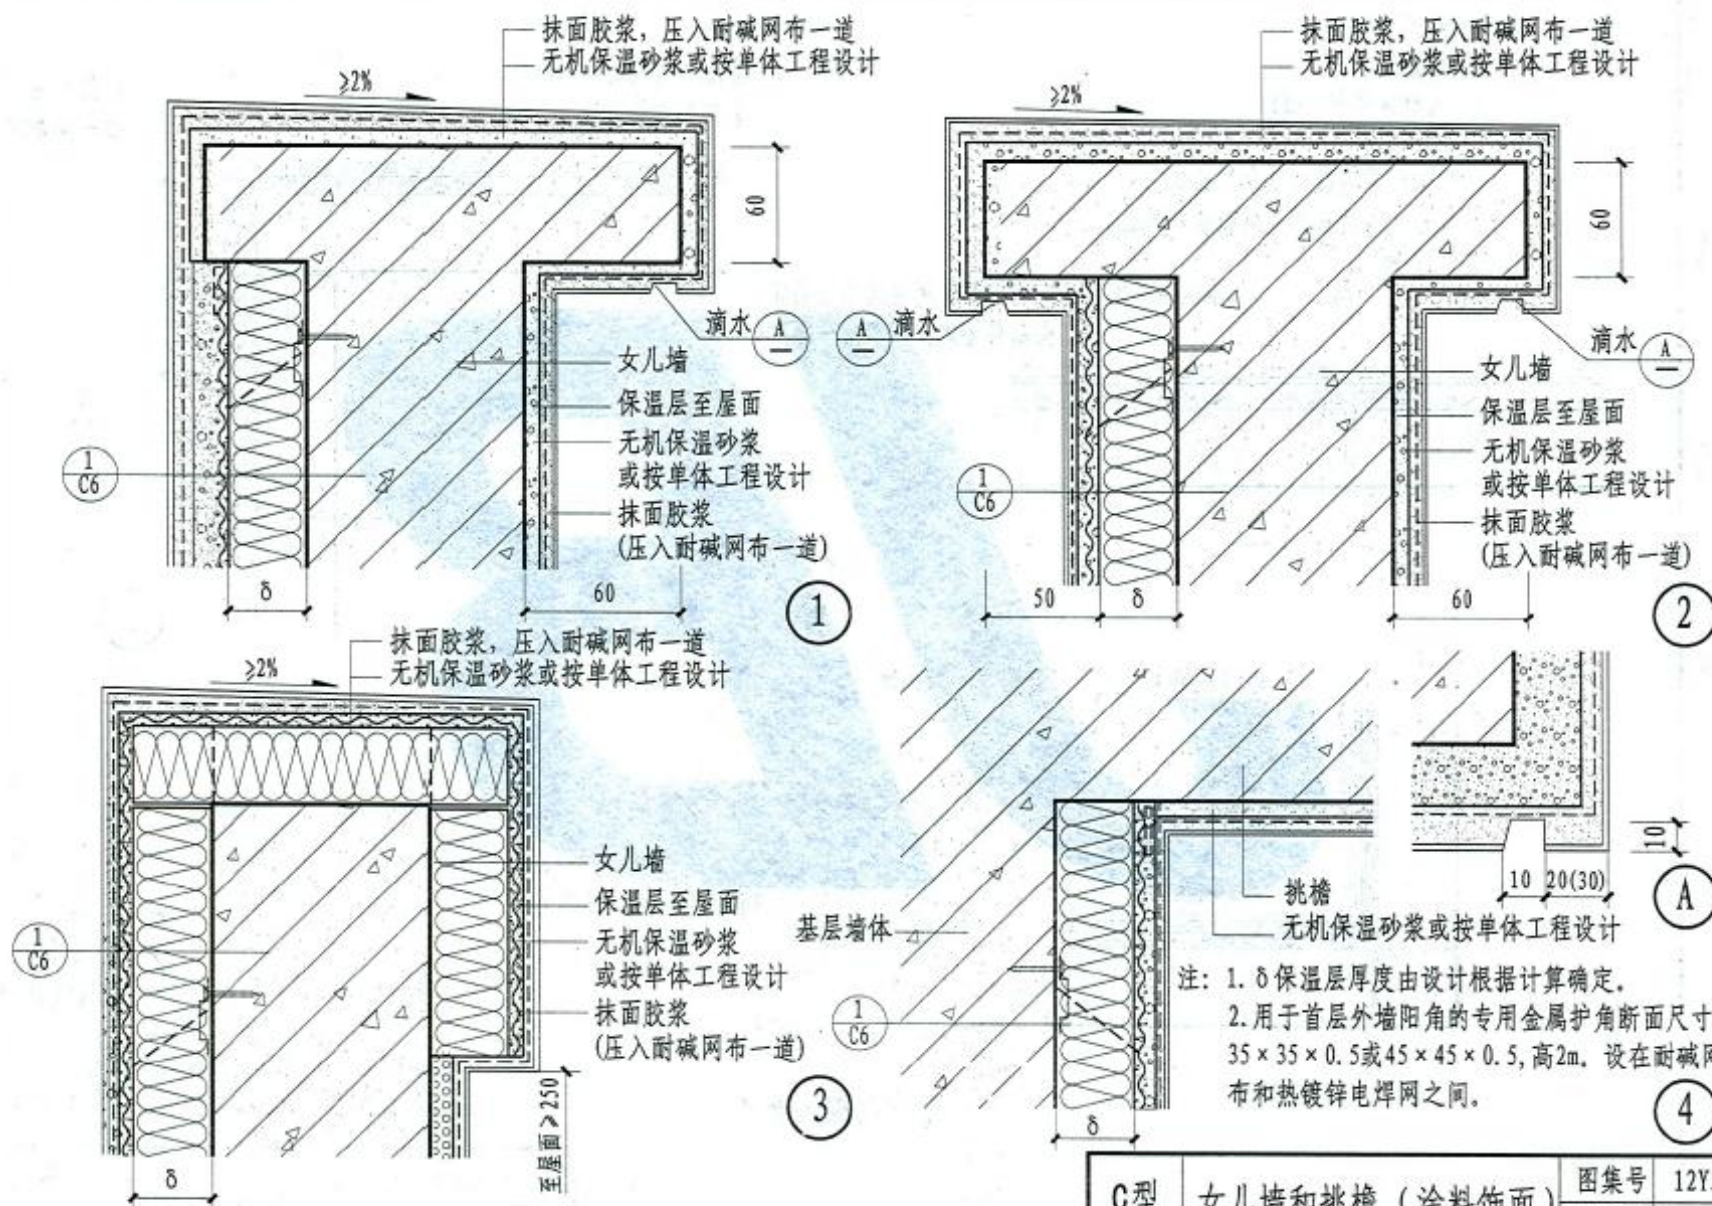 抹面胶浆，压入耐碱网布一道
无机保温砂浆或按单体工程设计
≥2%
60
滴水
A
女儿墙
保温层至屋面
无机保温砂浆
或按单体工程设计
抹面胶浆
(压入耐碱网布一道)
1
C6
δ
60
1
抹面胶浆，压入耐碱网布一道
无机保温砂浆或按单体工程设计
≥2%
60
A
滴水
滴水
A
女儿墙
保温层至屋面
无机保温砂浆
或按单体工程设计
抹面胶浆
(压入耐碱网布一道)
1
C6
50
δ
60
2
抹面胶浆，压入耐碱网布一道
无机保温砂浆或按单体工程设计
≥2%
女儿墙
保温层至屋面
无机保温砂浆
或按单体工程设计
抹面胶浆
(压入耐碱网布一道)
1
C6
至屋面≥250
δ
3
10
10
20(30)
A
挑檐
无机保温砂浆或按单体工程设计
基层墙体
1
C6
δ
4
注：1.δ保温层厚度由设计根据计算确定。
2.用于首层外墙阳角的专用金属护角断面尺寸
35×35×0.5或45×45×0.5,高2m。设在耐碱网
布和热镀锌电焊网之间。
C型
女儿墙和挑檐（涂料饰面）
图集号
12Y